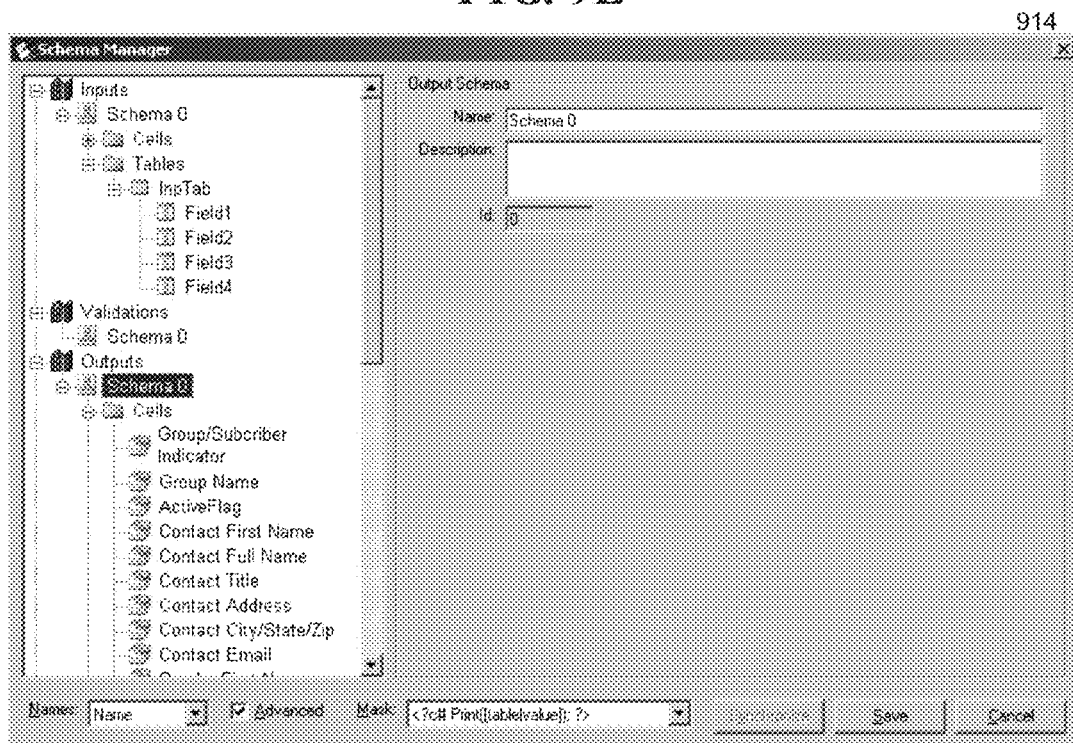 914
Schema Manager
Inputs
Schema 0
Cells
Tables
InpTab
Field1
Field2
Field3
Field4
Validations
Schema 0
Outputs
Schema 0
Cells
Group/Subcriber
Indicator
Group Name
ActiveFlag
Contact First Name
Contact Full Name
Contact Title
Contact Address
Contact City/State/Zip
Contact Email
Output Schema
Name: Schema 0
Description:
Id: 0
Names: Name Advanced Mask: <?c# Print([table|value]); ?> Save Cancel